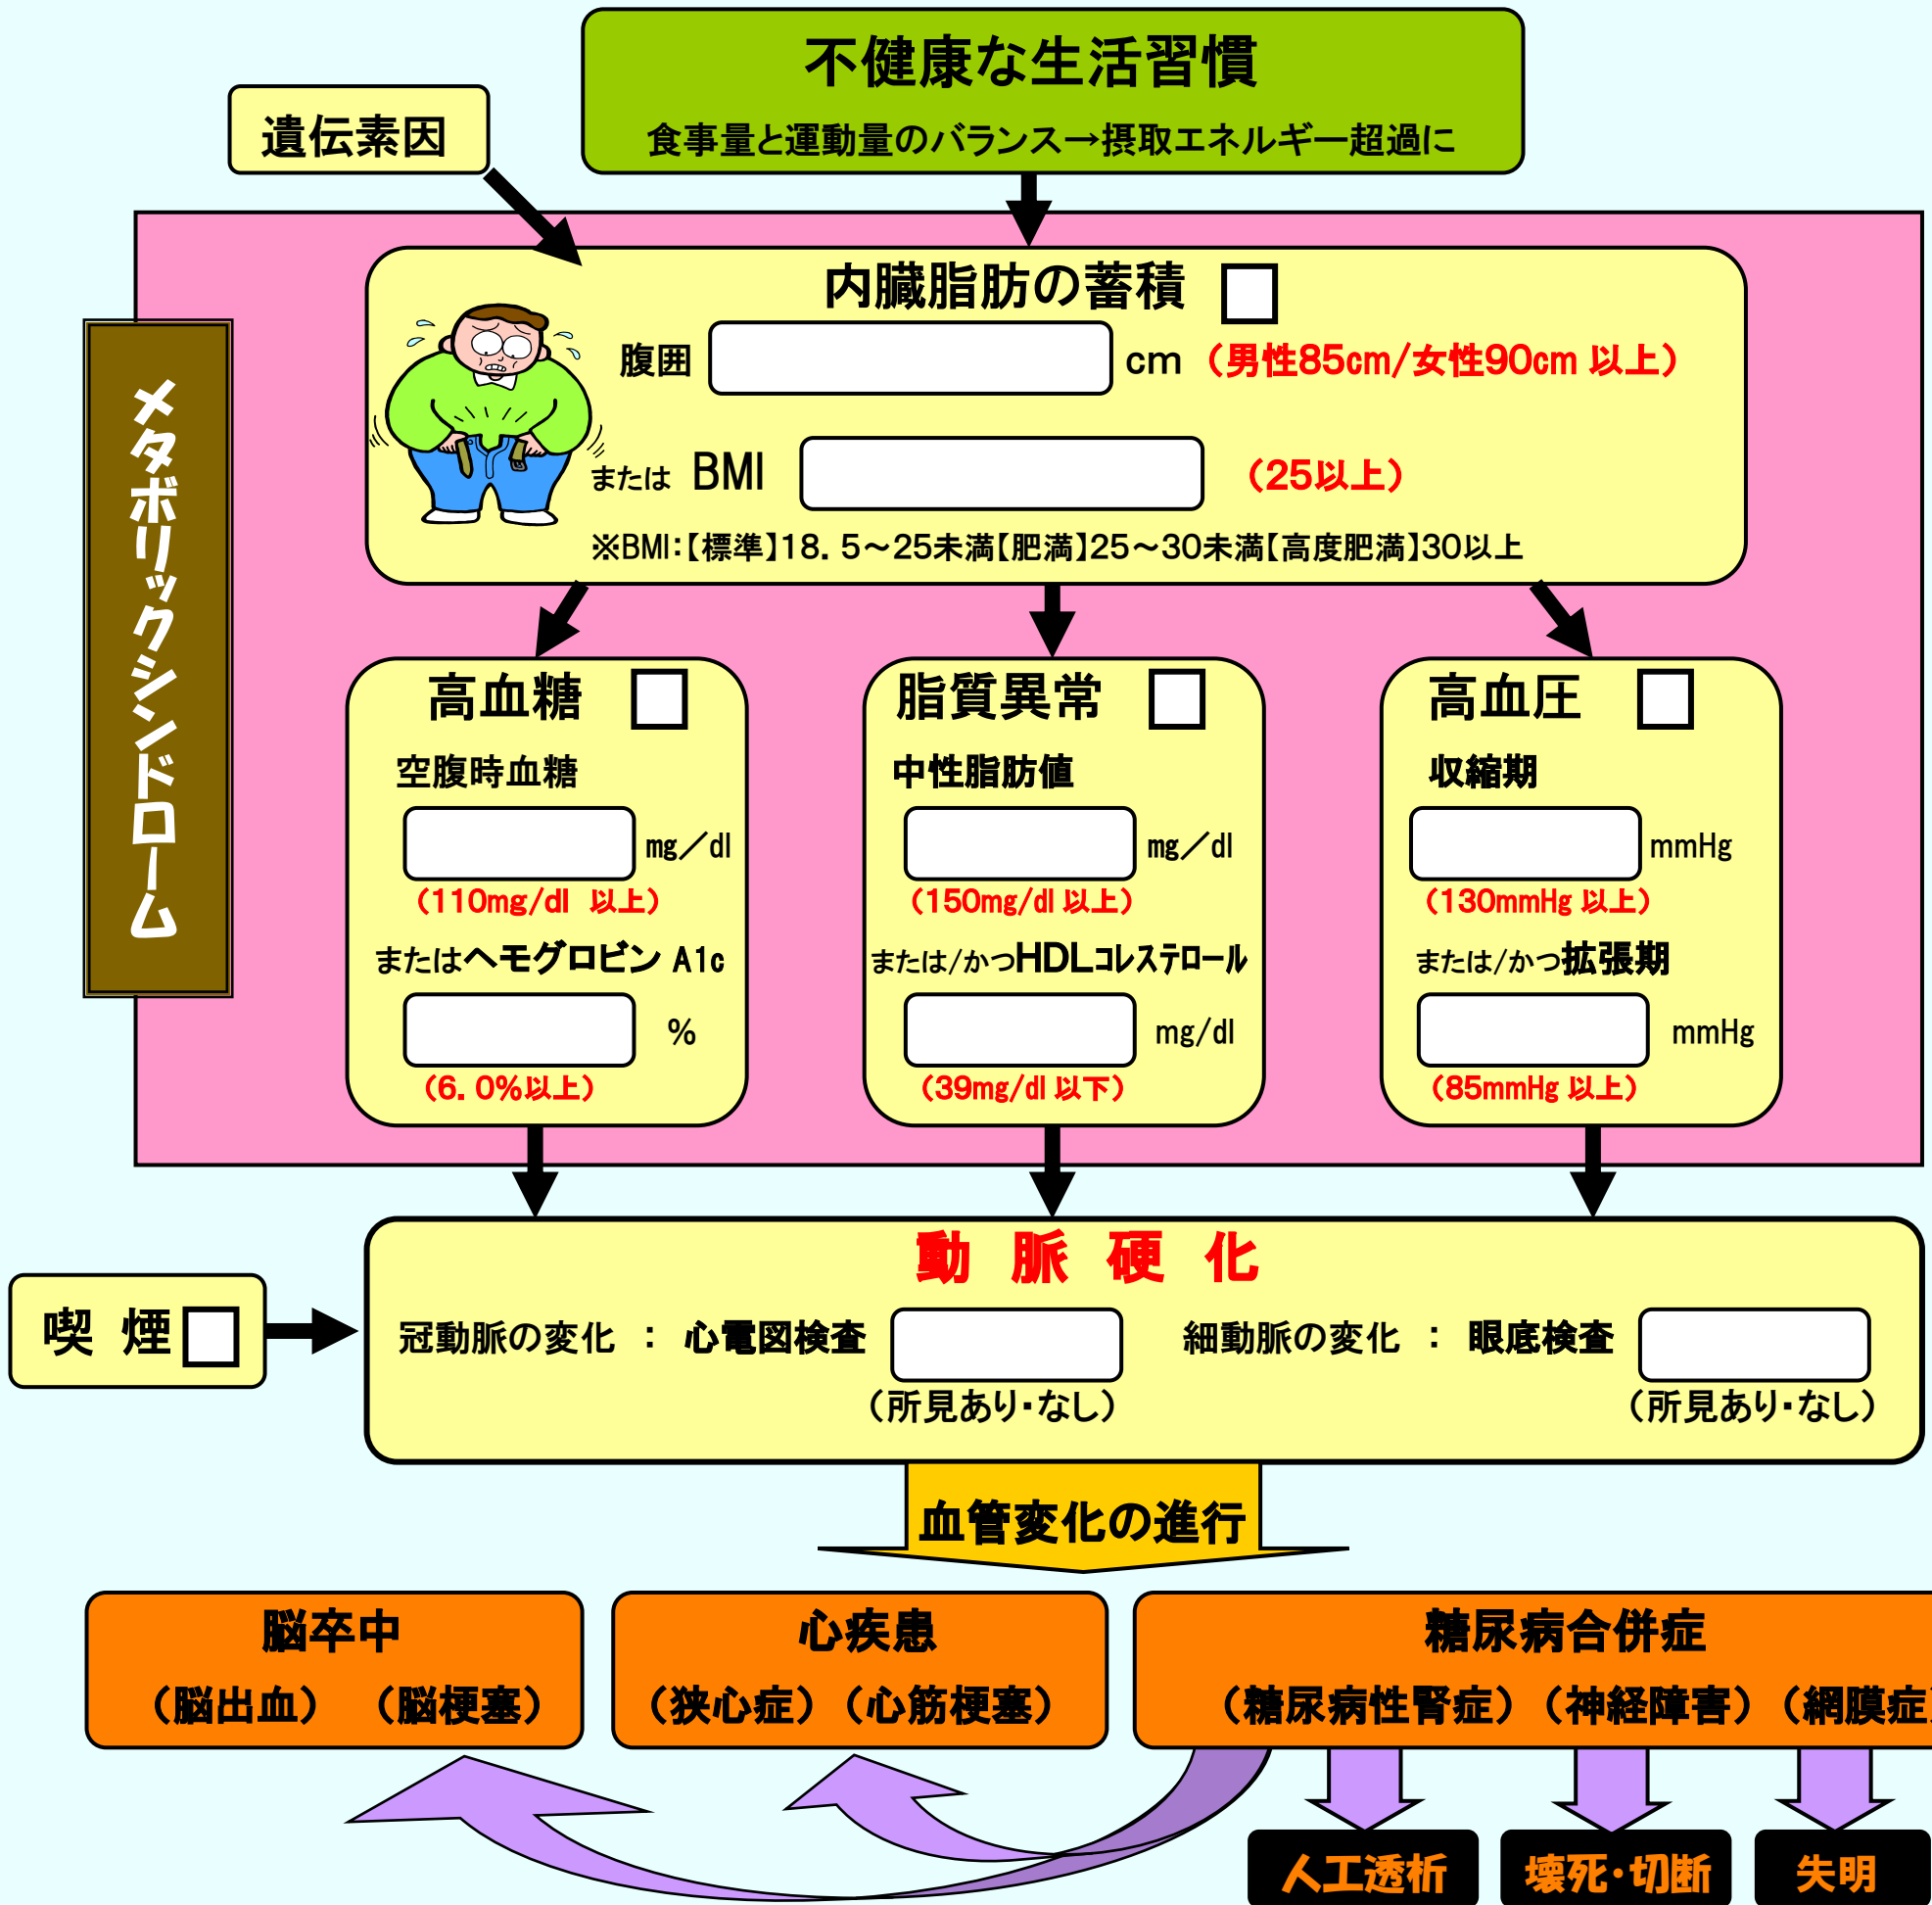 不健康な生活習慣
食事量と運動量のバランス→摂取エネルギー超過に
遺伝素因
メタボリックシンドローム
内臓脂肪の蓄積
腹囲 cm（男性85cm/女性90cm 以上）
または BMI （25以上）
※BMI：【標準】18．5～25未満【肥満】25～30未満【高度肥満】30以上
高血糖
空腹時血糖
mg／dl
（110mg/dl 以上）
またはヘモグロビン A1c
%
（6．0%以上）
脂質異常
中性脂肪値
mg／dl
（150mg/dl 以上）
または/かつHDLコレステロール
mg/dl
（39mg/dl 以下）
高血圧
収縮期
mmHg
（130mmHg 以上）
または/かつ拡張期
mmHg
（85mmHg 以上）
動 脈 硬 化
喫 煙
冠動脈の変化 ： 心電図検査
（所見あり・なし）
細動脈の変化 ： 眼底検査
（所見あり・なし）
血管変化の進行
脳卒中
（脳出血） （脳梗塞）
心疾患
（狭心症）（心筋梗塞）
糖尿病合併症
（糖尿病性腎症）（神経障害）（網膜症）
人工透析
壊死・切断
失明